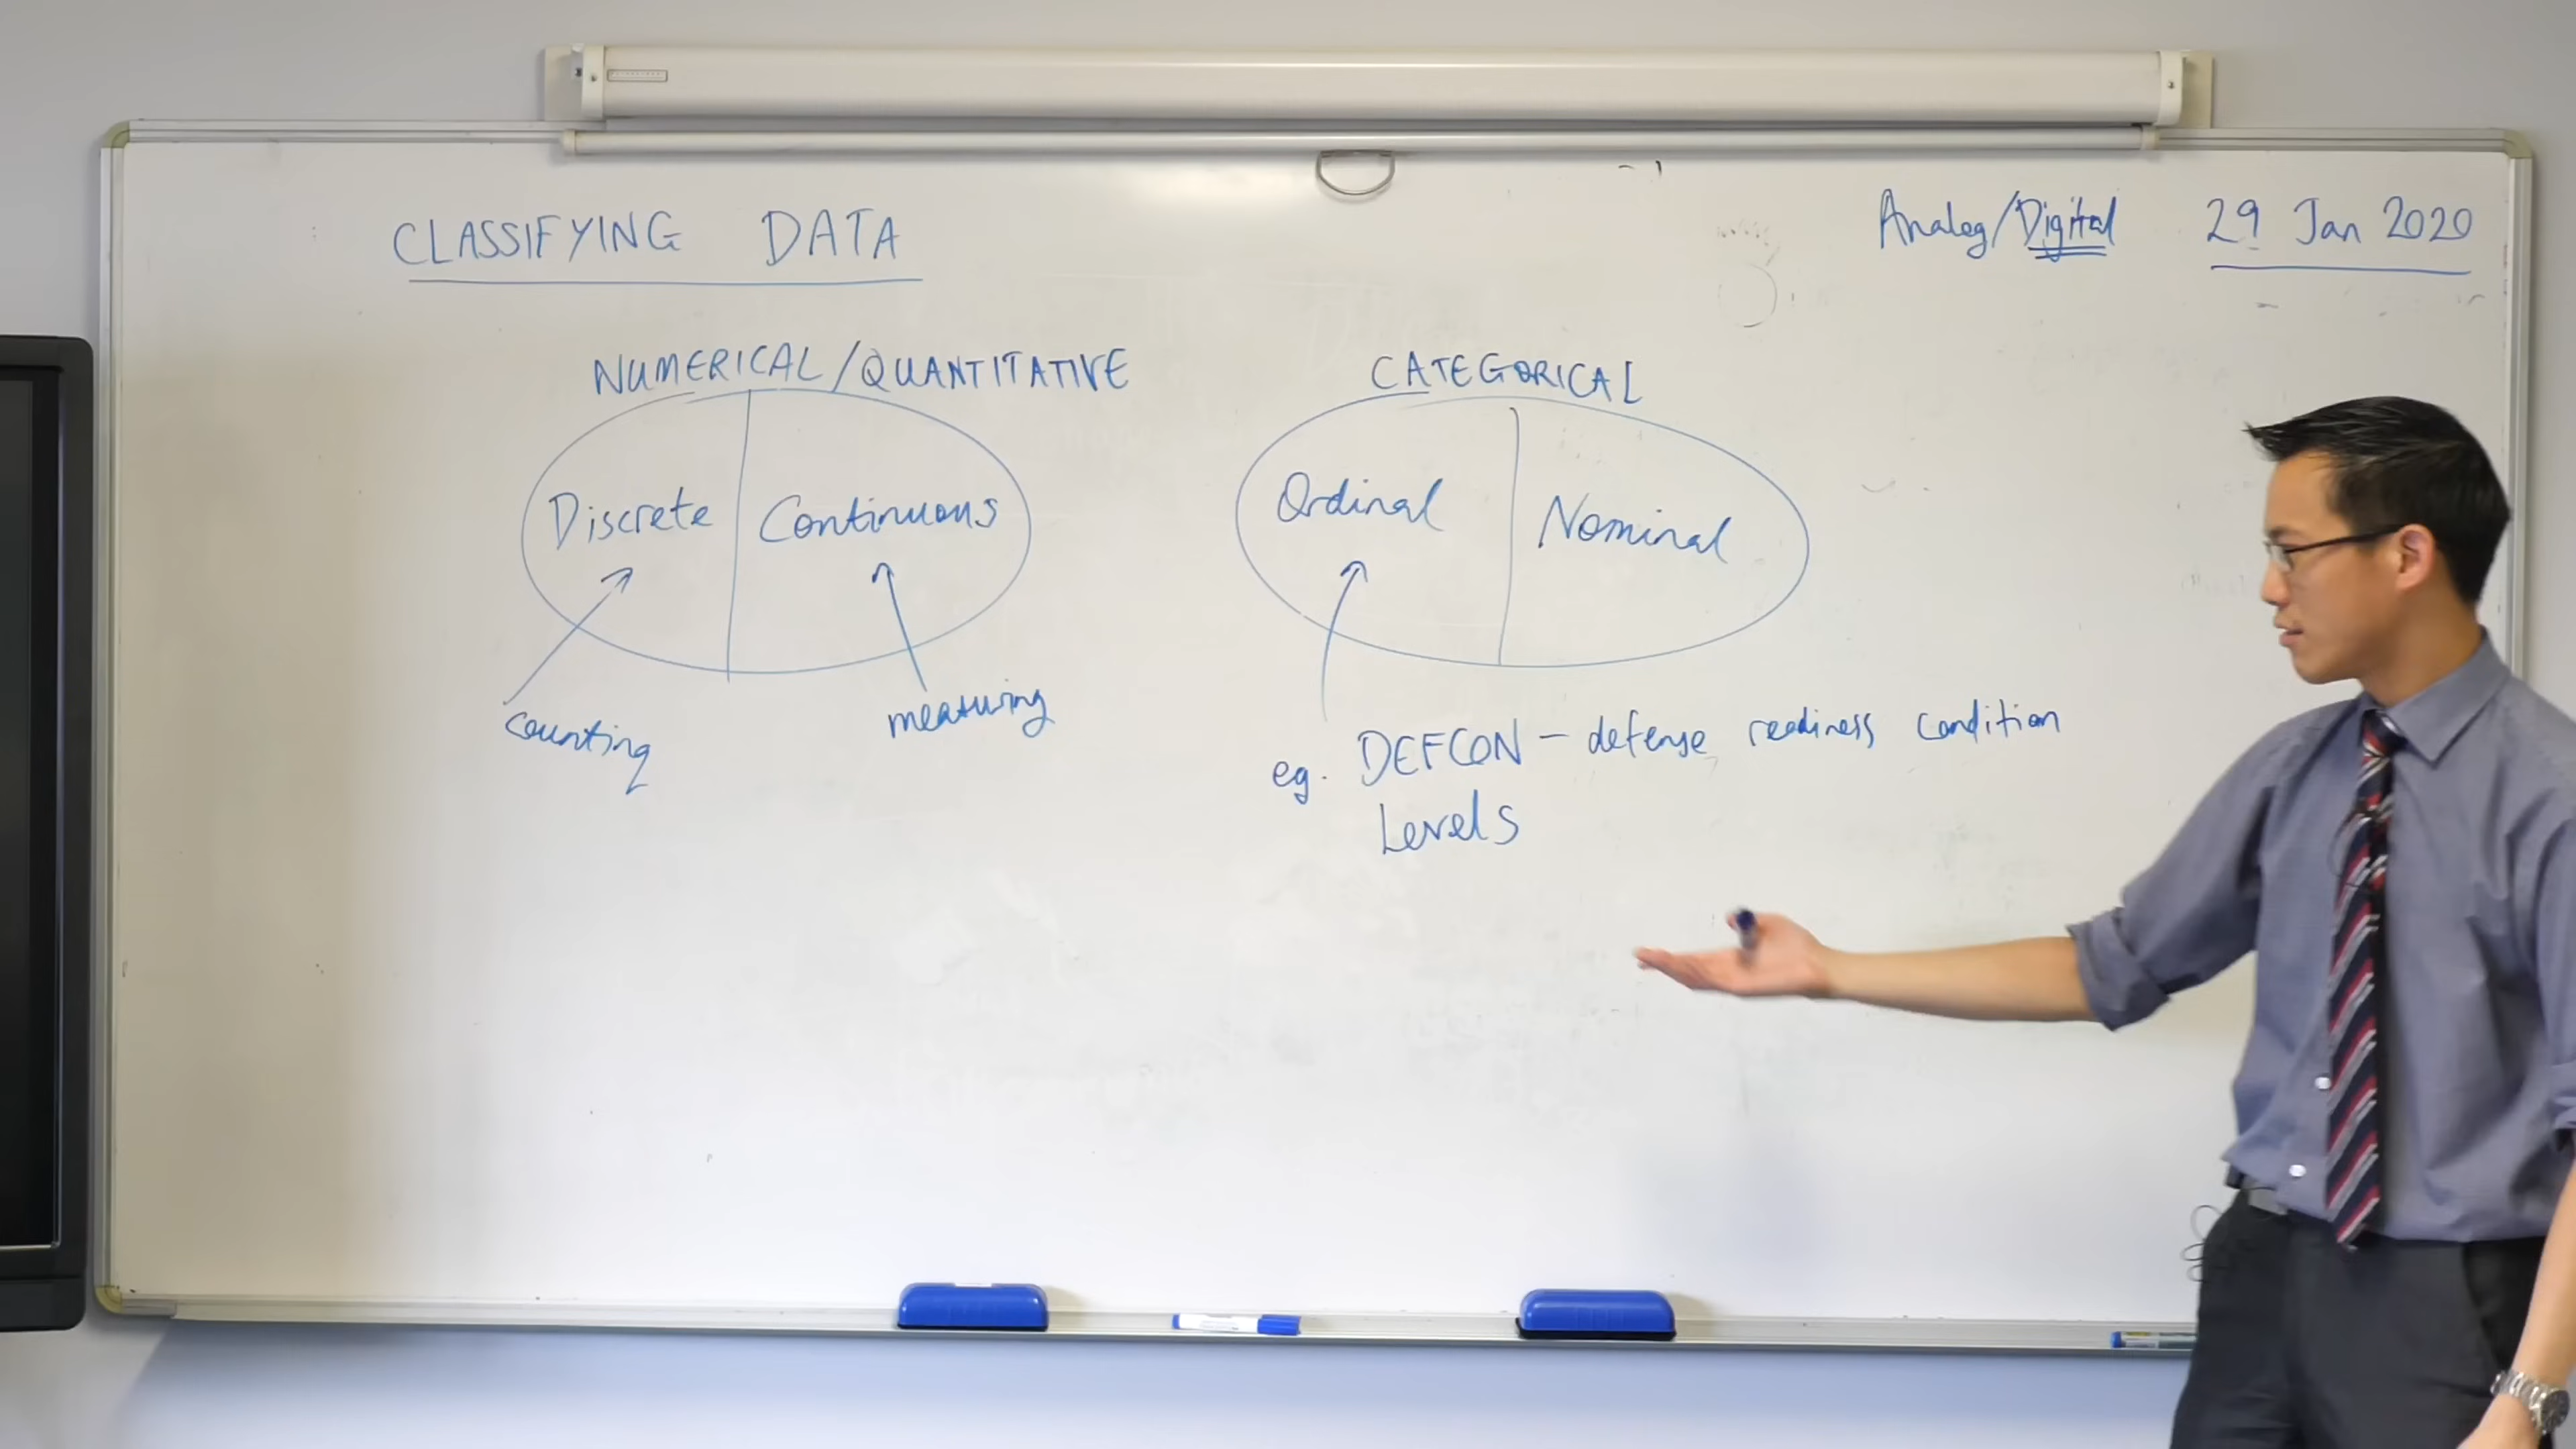 CLASSIFYING DATA
Analog/Digital 29 Jan 2020
NUMERICAL/QUANTITATIVE
CATEGORICAL
Discrete
Continuous
Ordinal
Nominal
counting
measuring
eg. DEFCON - defense readiness condition
Levels